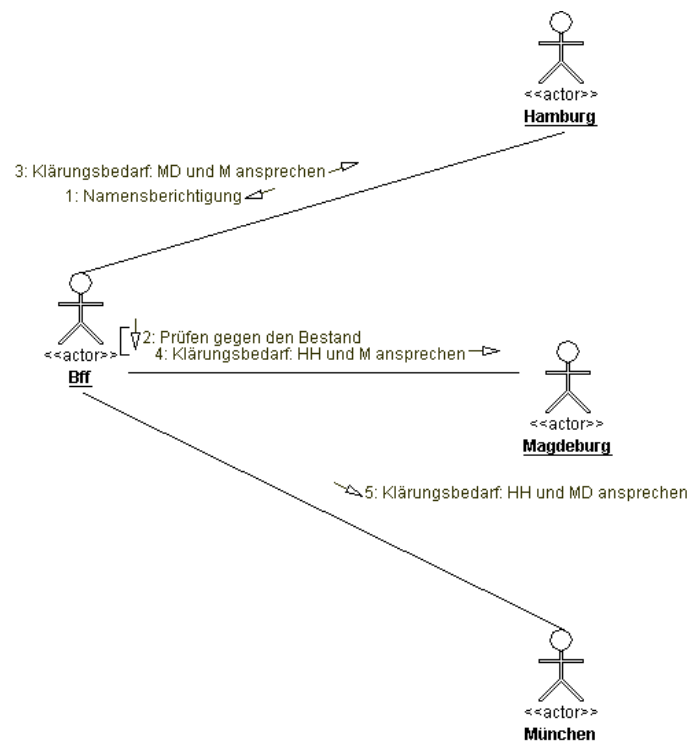 <<actor>>
Hamburg
3: Klärungsbedarf: MD und M ansprechen
1: Namensberichtigung
<<actor>>
Bff
2: Prüfen gegen den Bestand
4: Klärungsbedarf: HH und M ansprechen
<<actor>>
Magdeburg
5: Klärungsbedarf: HH und MD ansprechen
<<actor>>
München